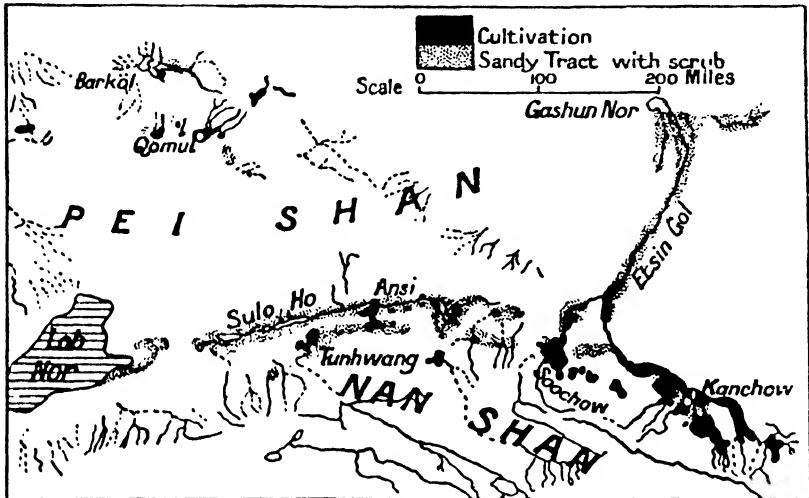 Cultivation
Sandy Tract with scrub
Scale 0 100 200 Miles
Barköl
Gashun Nor
Qomul
PEI SHAN
Etsin Gol
Ansi
Sulo Ho
Lob
Nor
Tunhwang
Soochow
Kanchow
NAN
SHAN